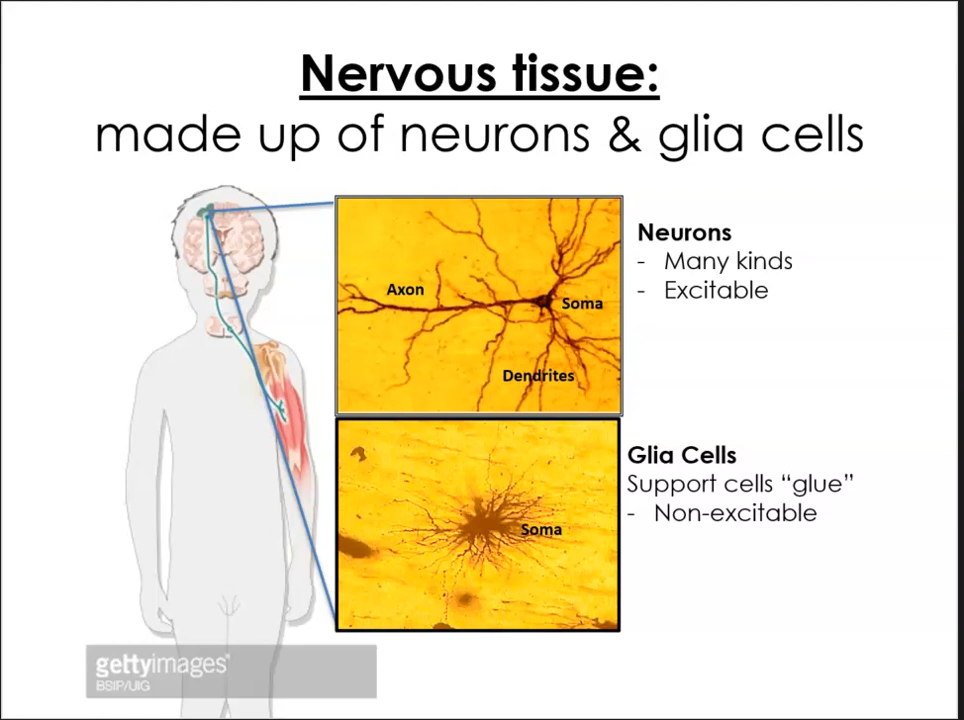 Nervous tissue:
made up of neurons & glia cells
Axon
Soma
Dendrites
Neurons
- Many kinds
- Excitable
Soma
Glia Cells
Support cells “glue”
- Non-excitable
gettyimages®
BSIP/UIG